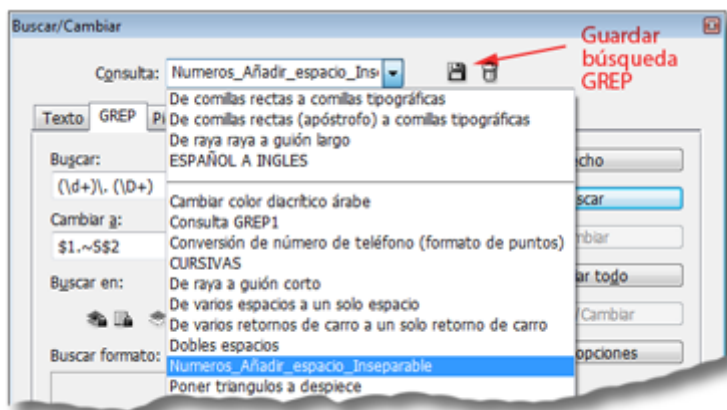 Buscar/Cambiar
Guardar
búsqueda
GREP
Consulta: Numeros_Añadir_espacio_Ins
De comillas rectas a comillas tipográficas
Texto GREP De comillas rectas (apóstrofo) a comillas tipográficas
De raya raya a guión largo
Buscar: ESPAÑOL A INGLES
(\d+)\. (\D+)
Cambiar color diacrítico árabe
Cambiar a: Consulta GREP1
$1.~S$2 Conversión de número de teléfono (formato de puntos)
CURSIVAS
Buscar en: De raya a guión corto
De varios espacios a un solo espacio
De varios retornos de carro a un solo retorno de carro
Buscar formato: Dobles espacios
Numeros_Añadir_espacio_Inseparable
Poner triangulos a despiece
echo
scar
mbiar
ar todo
/Cambiar
opciones